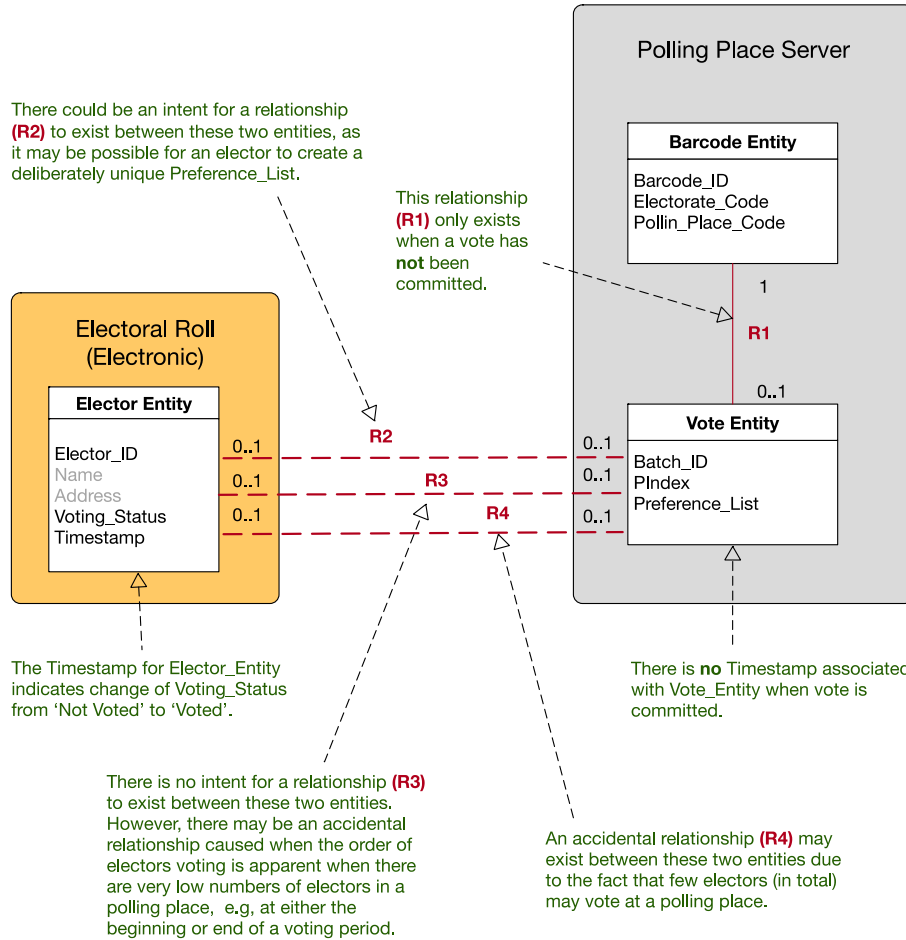 Polling Place Server
There could be an intent for a relationship
(R2) to exist between these two entities, as
it may be possible for an elector to create a
deliberately unique Preference_List.
Barcode Entity
Barcode_ID
Electorate_Code
Pollin_Place_Code
This relationship
(R1) only exists
when a vote has
not been
committed.
1
R1
0..1
Electoral Roll
(Electronic)
Elector Entity
Elector_ID
Name
Address
Voting_Status
Timestamp
0..1
R2
0..1
0..1
R3
0..1
0..1
R4
0..1
Vote Entity
Batch_ID
PIndex
Preference_List
The Timestamp for Elector_Entity
indicates change of Voting_Status
from ‘Not Voted’ to ‘Voted’.
There is no Timestamp associated
with Vote_Entity when vote is
committed.
There is no intent for a relationship (R3)
to exist between these two entities.
However, there may be an accidental
relationship caused when the order of
electors voting is apparent when there
are very low numbers of electors in a
polling place, e.g, at either the
beginning or end of a voting period.
An accidental relationship (R4) may
exist between these two entities due
to the fact that few electors (in total)
may vote at a polling place.